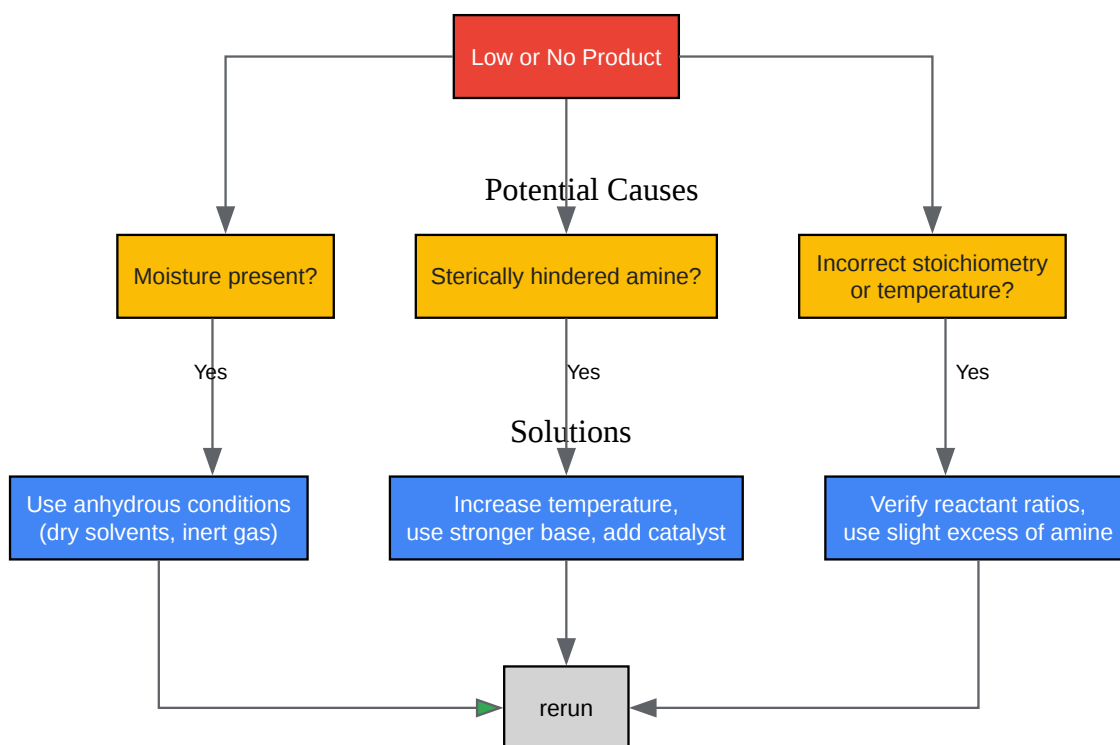 Low or No Product
Potential Causes
Moisture present?
Sterically hindered amine?
Incorrect stoichiometry
or temperature?
Yes
Yes
Yes
Solutions
Use anhydrous conditions
(dry solvents, inert gas)
Increase temperature,
use stronger base, add catalyst
Verify reactant ratios,
use slight excess of amine
rerun